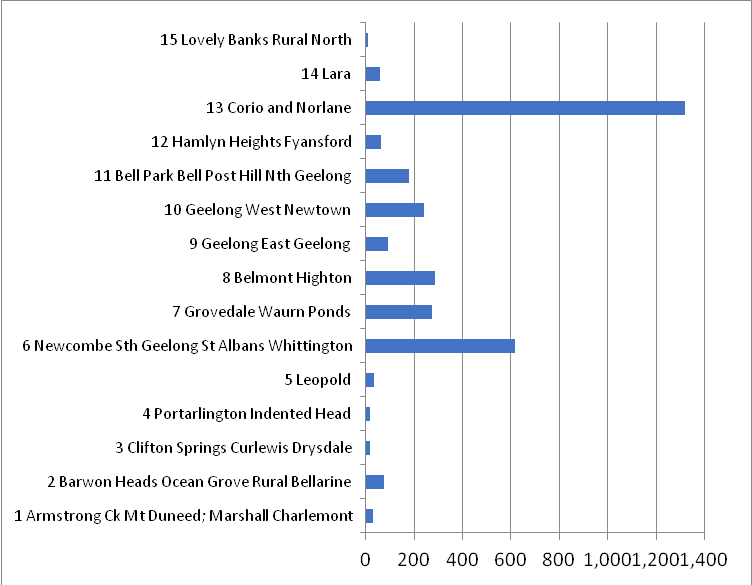 15 Lovely Banks Rural North
14 Lara
13 Corio and Norlane
12 Hamlyn Heights Fyansford
11 Bell Park Bell Post Hill Nth Geelong
10 Geelong West Newtown
9 Geelong East Geelong
8 Belmont Highton
7 Grovedale Waurn Ponds
6 Newcombe Sth Geelong St Albans Whittington
5 Leopold
4 Portarlington Indented Head
3 Clifton Springs Curlewis Drysdale
2 Barwon Heads Ocean Grove Rural Bellarine
1 Armstrong Ck Mt Duneed; Marshall Charlemont
0 200 400 600 800 1,000 1,200 1,400